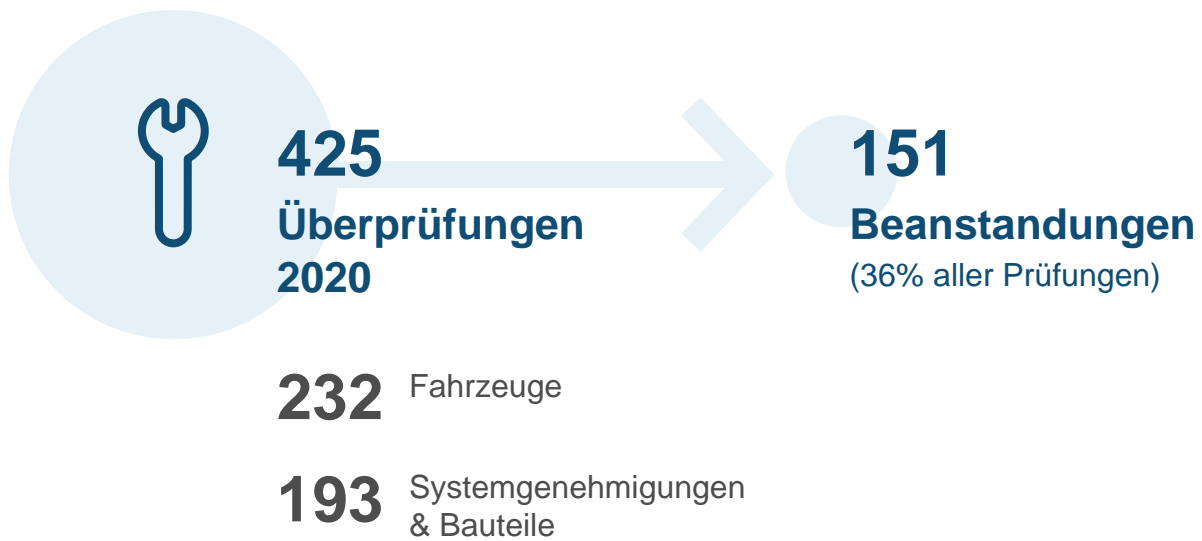 425
Überprüfungen
2020
151
Beanstandungen
(36% aller Prüfungen)
232 Fahrzeuge
193 Systemgenehmigungen
& Bauteile